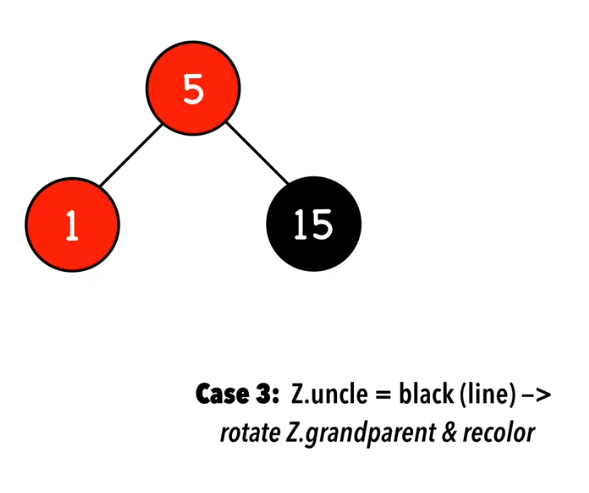 5
1 15
Case 3: Z.uncle = black (line) –>
rotate Z.grandparent & recolor